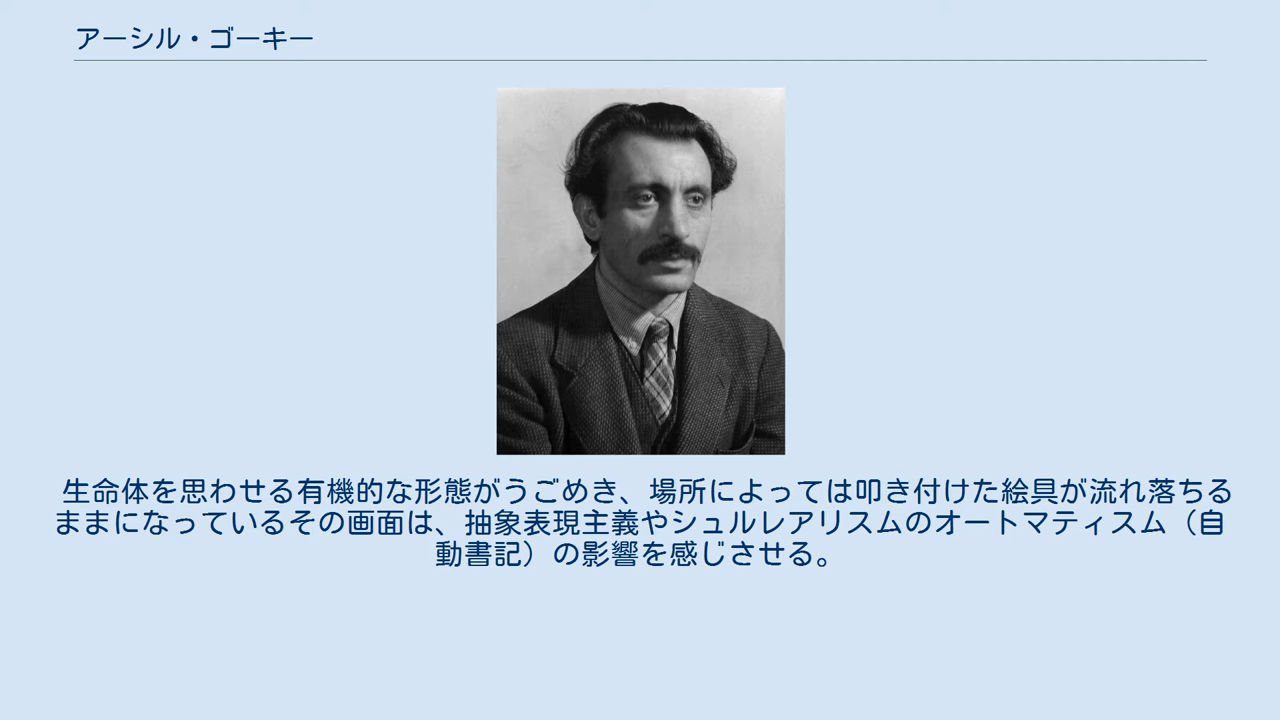 アーシル・ゴーキー
生命体を思わせる有機的な形態がうごめき、場所によっては叩き付けた絵具が流れ落ちる
ままになっているその画面は、抽象表現主義やシュルレアリスムのオートマティスム（自
動書記）の影響を感じさせる。